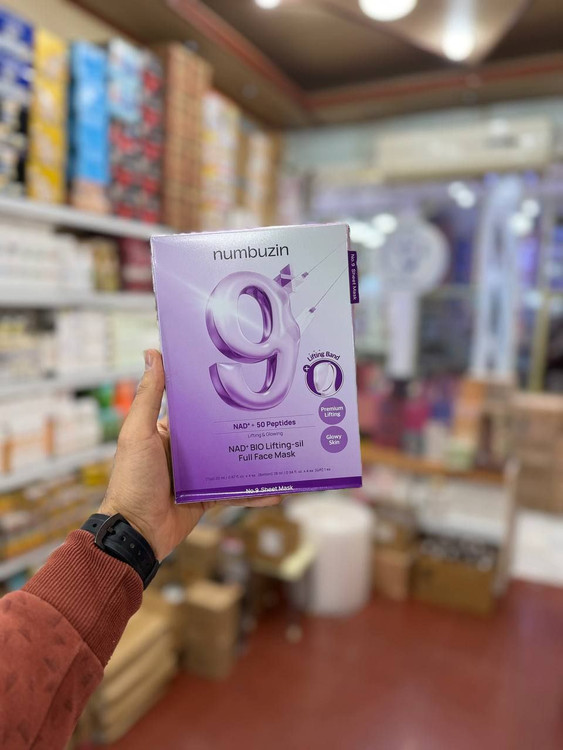 numbuzin
9
No.9 Sheet Mask
Lifting Band
Premium
Lifting
Glowy
Skin
NAD⁺ + 50 Peptides
Lifting & Glowing
NAD⁺ BIO Lifting-sil
Full Face Mask
No.9 Sheet Mask